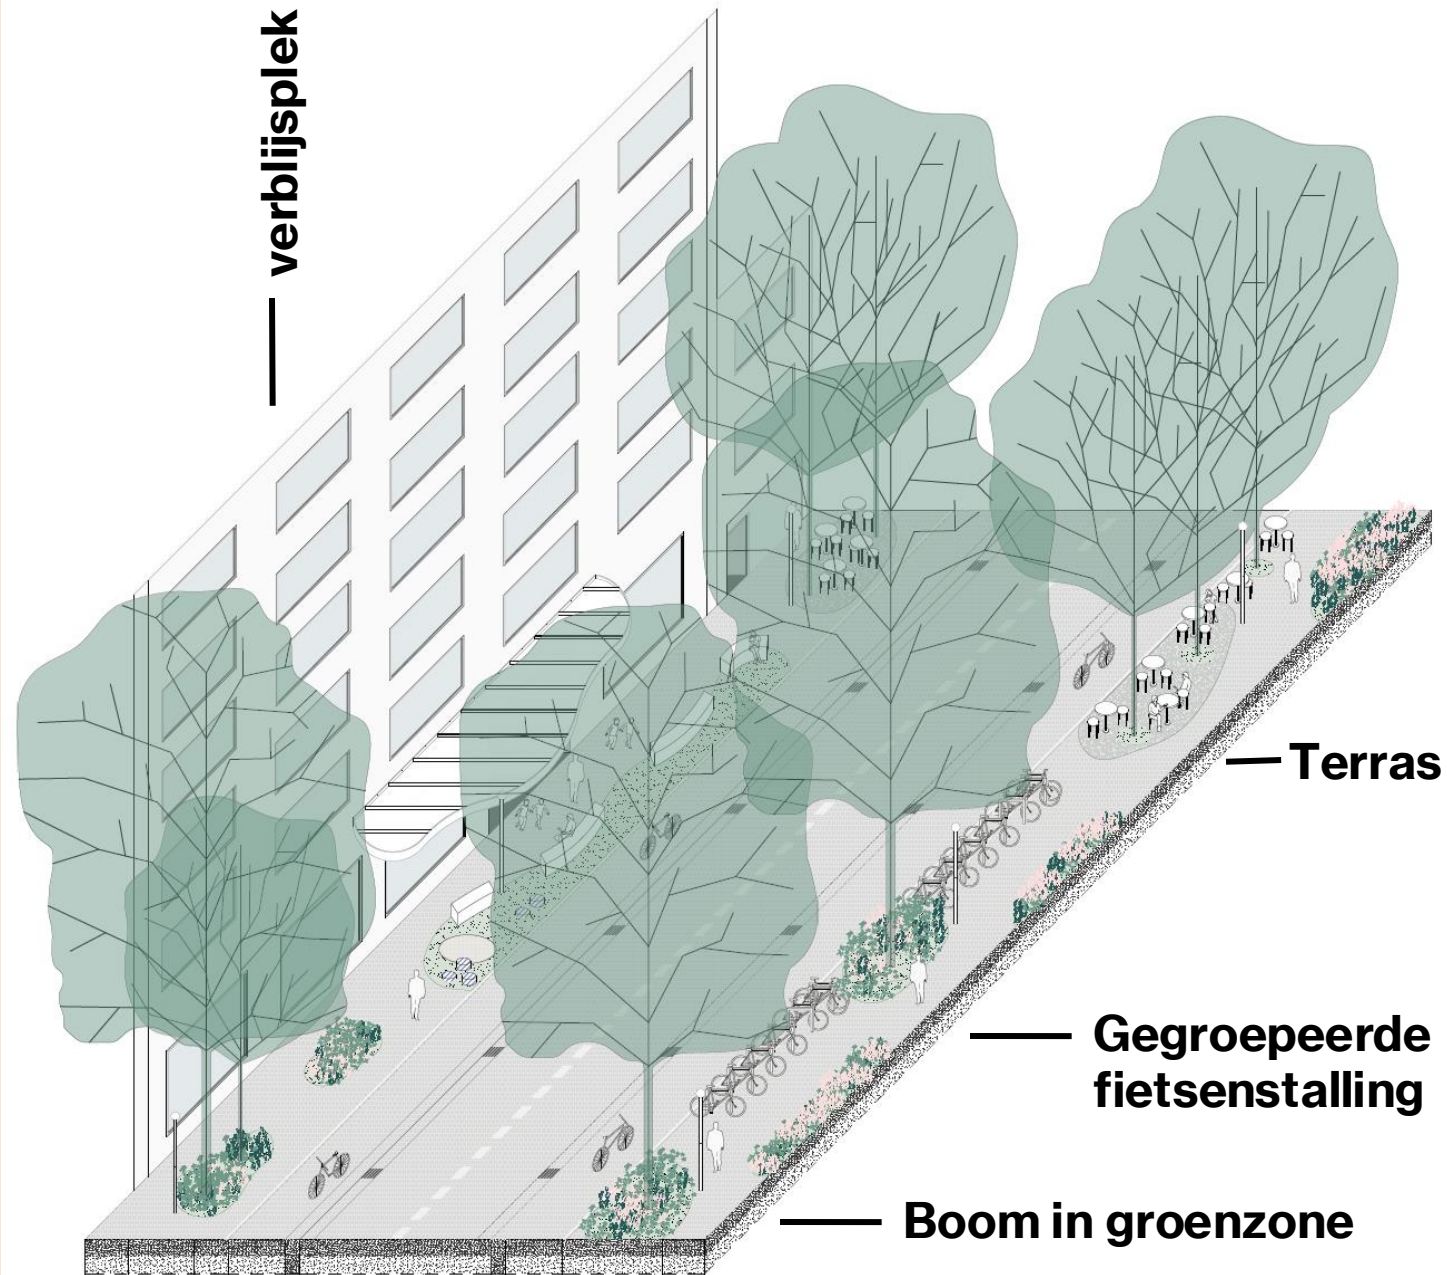 verblijsplek
Terras
Gegroepeerde
fietsenstalling
Boom in groenzone